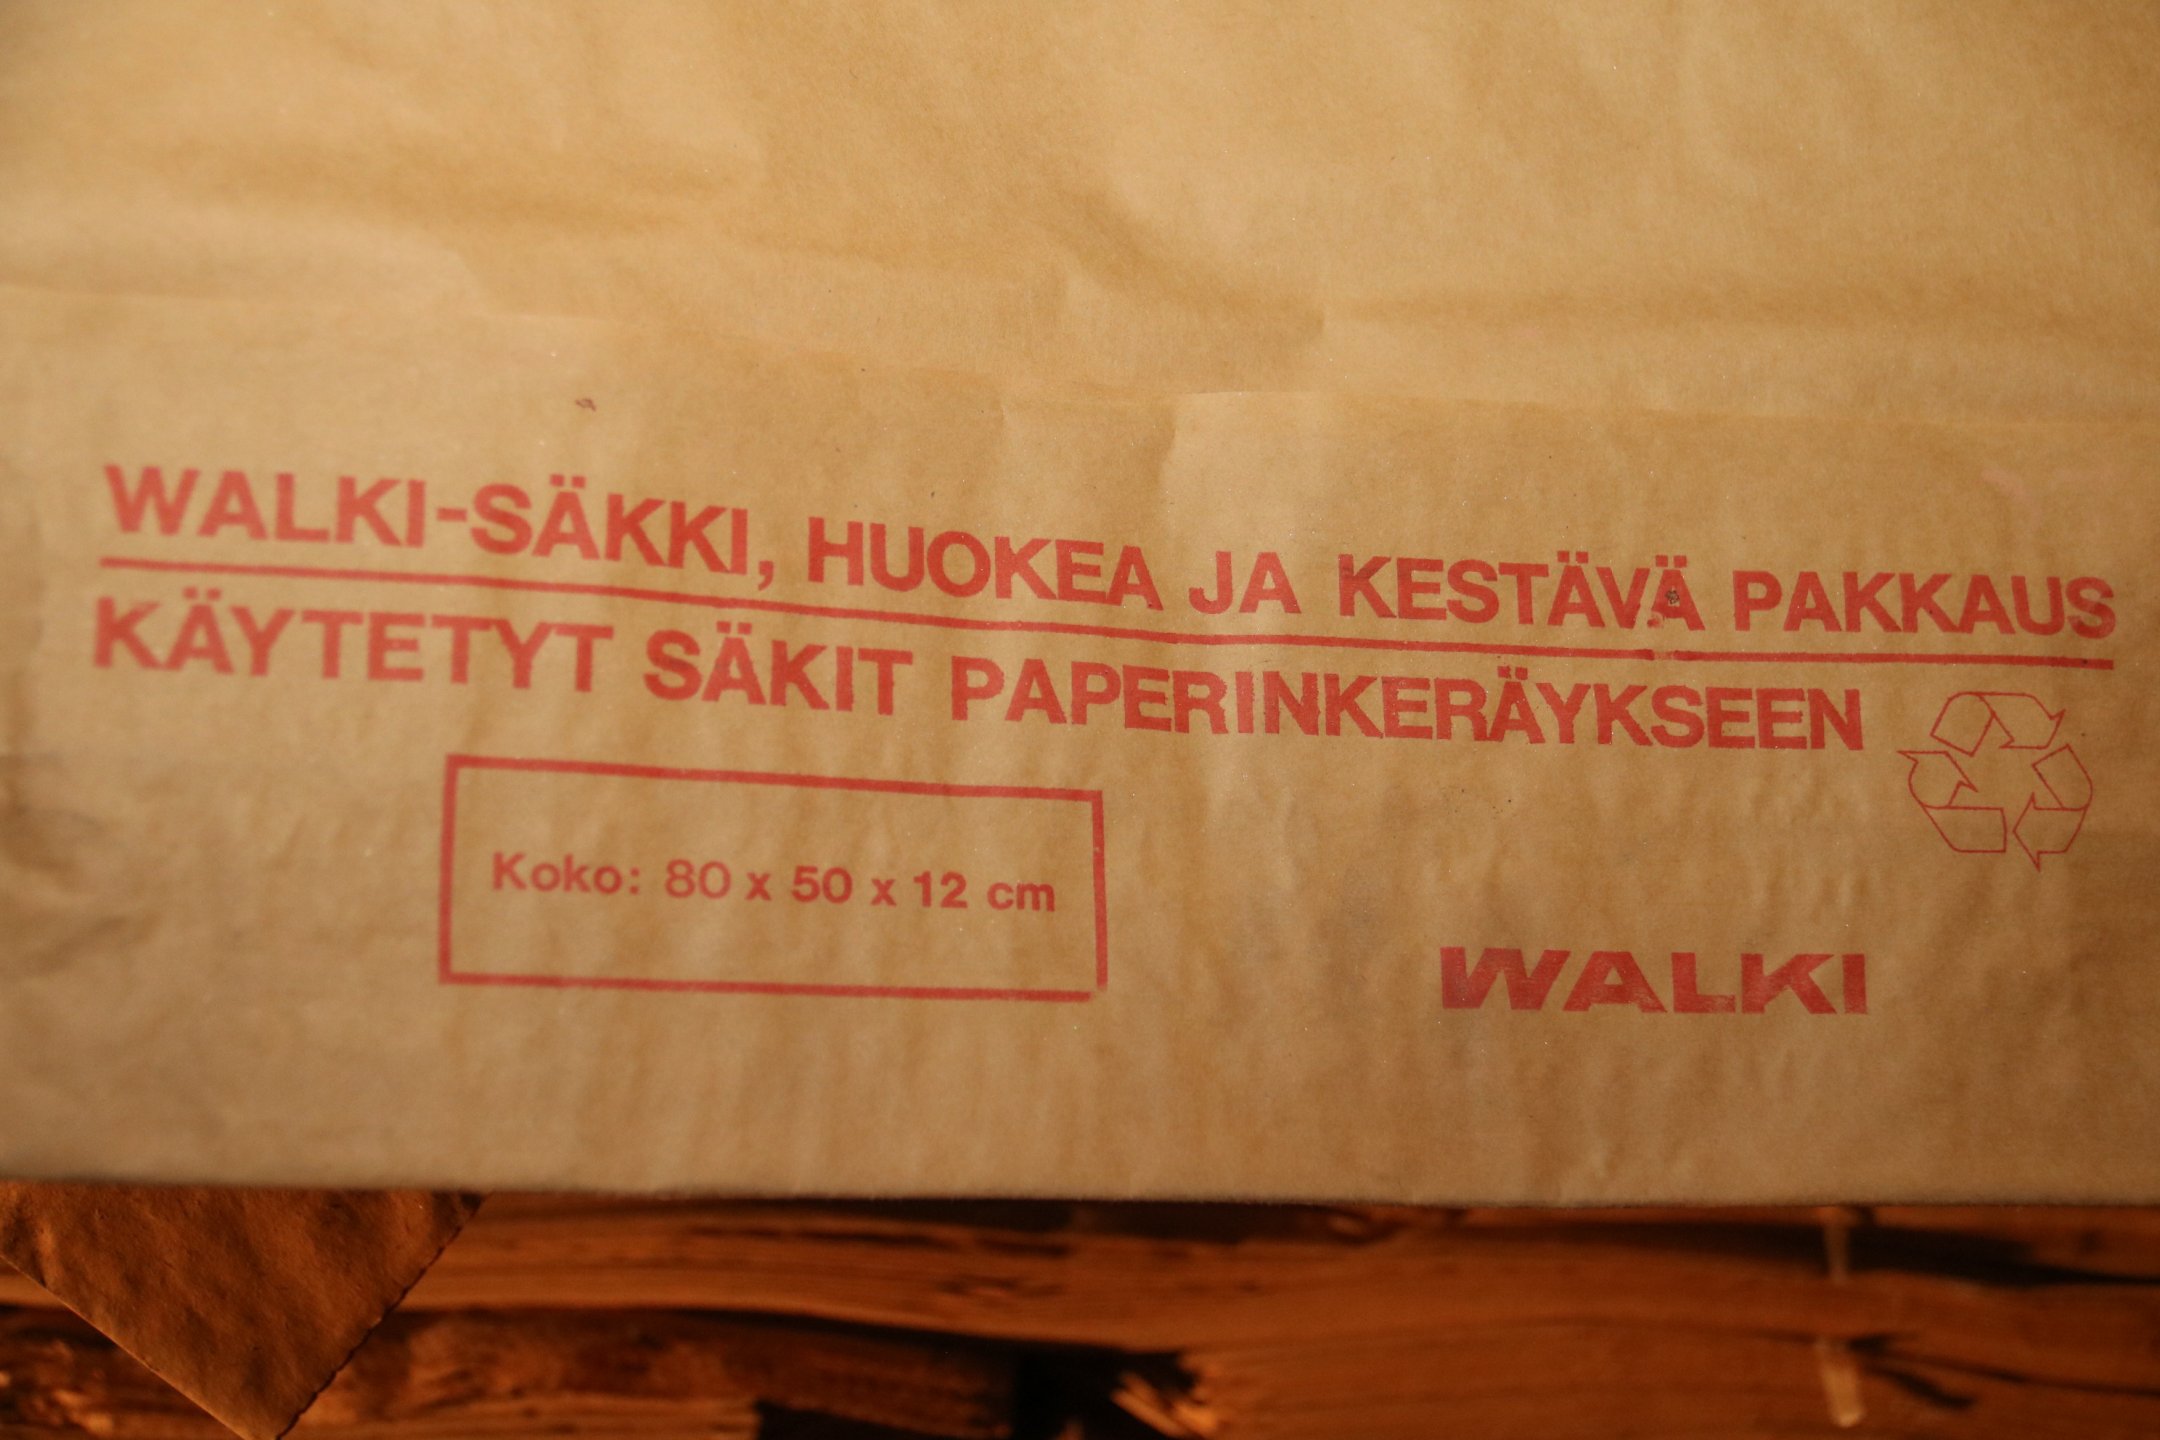 WALKI-SÄKKI, HUOKEA JA KESTÄVÄ PAKKAUS
KÄYTETYT SÄKIT PAPERINKERÄYKSEEN
Koko: 80 x 50 x 12 cm
WALKI